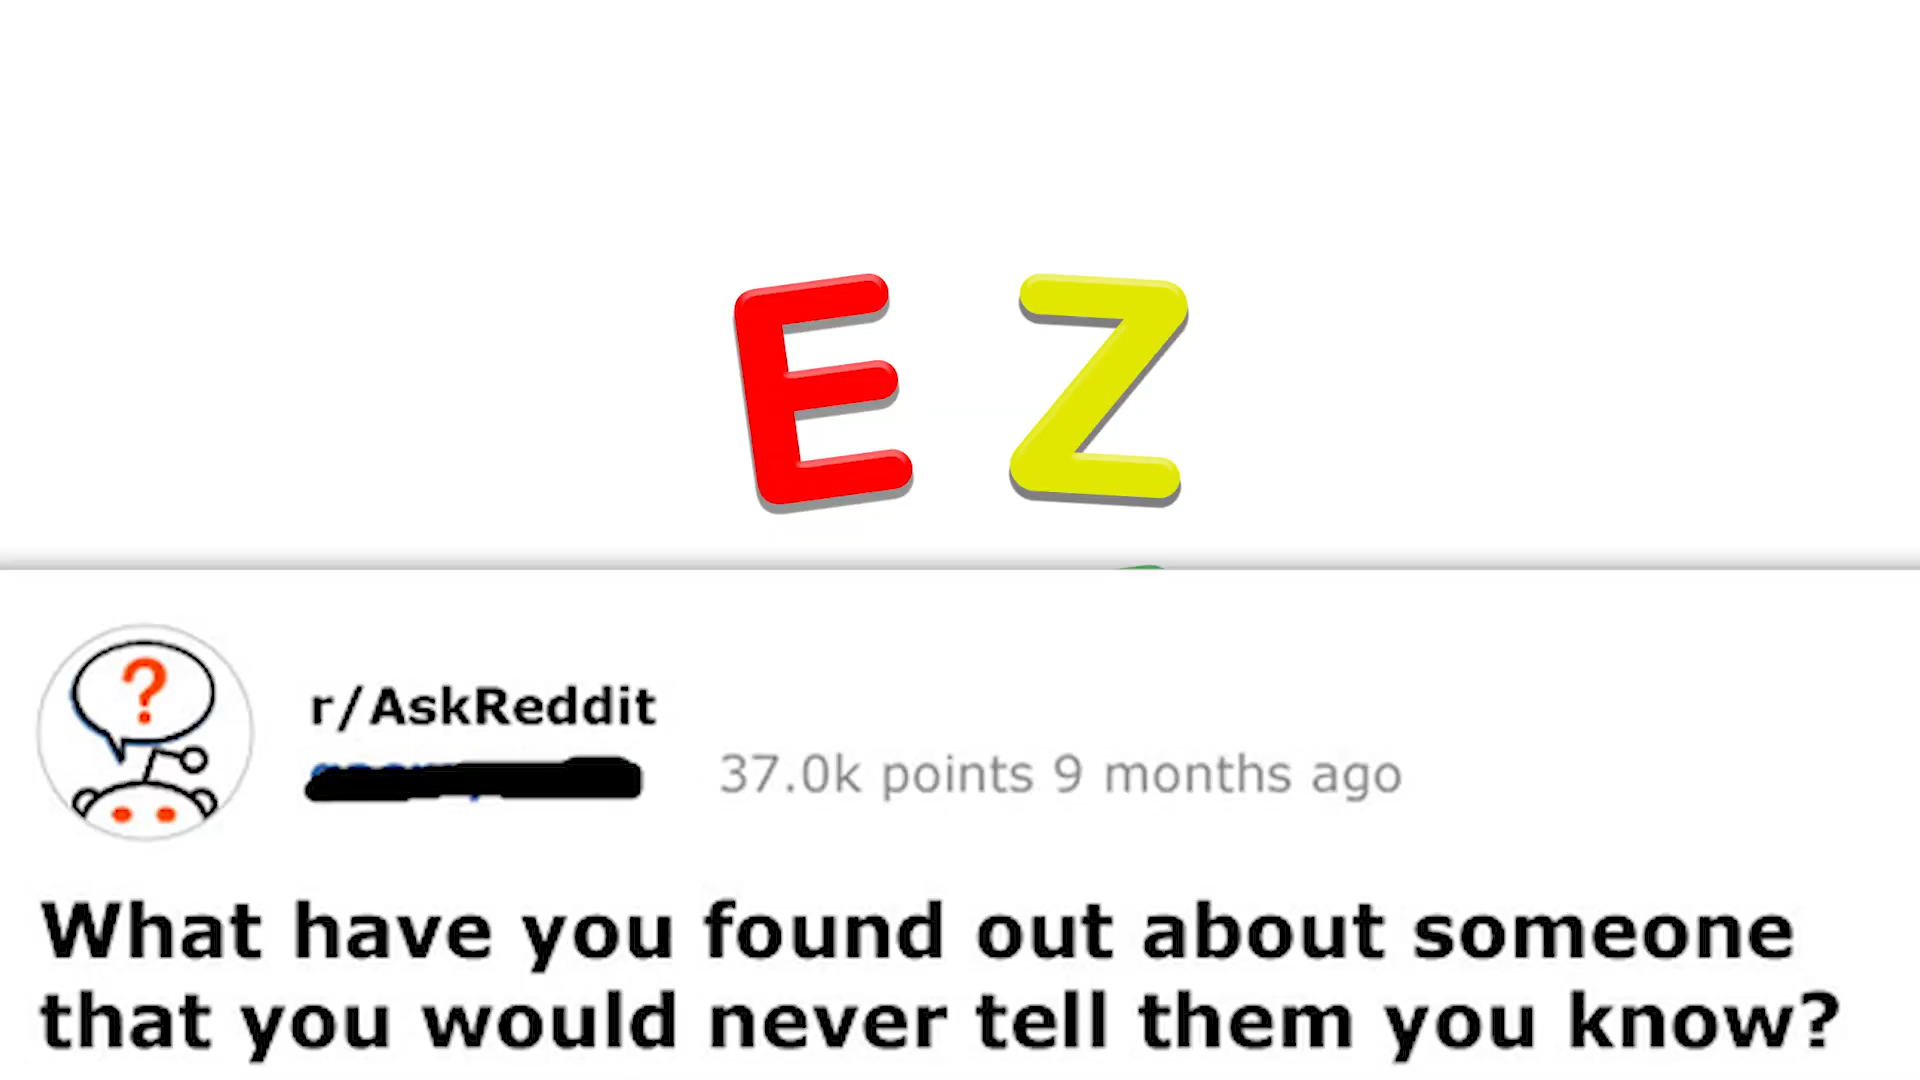 E Z
r/AskReddit
37.0k points 9 months ago
What have you found out about someone
that you would never tell them you know?